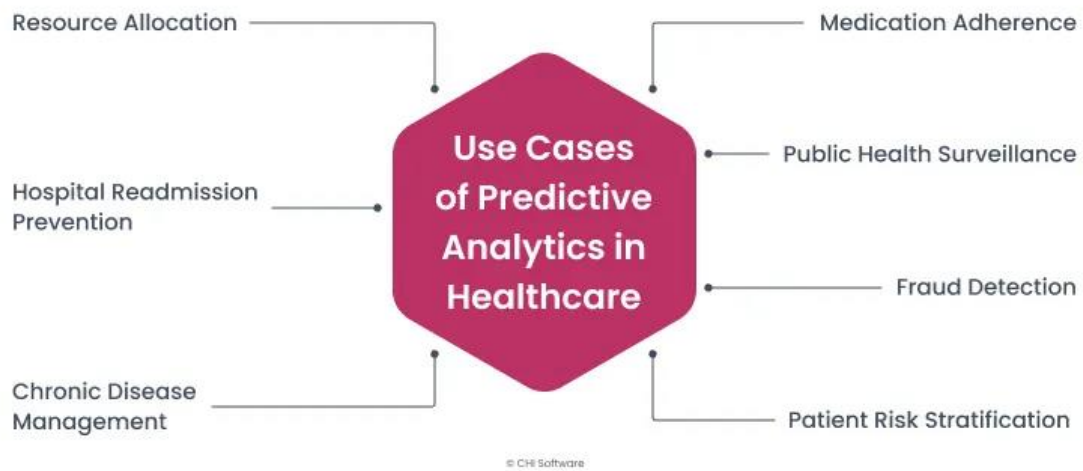 Resource Allocation
Medication Adherence
Use Cases
of Predictive
Analytics in
Healthcare
Public Health Surveillance
Hospital Readmission
Prevention
Fraud Detection
Chronic Disease
Management
Patient Risk Stratification
© CHI Software